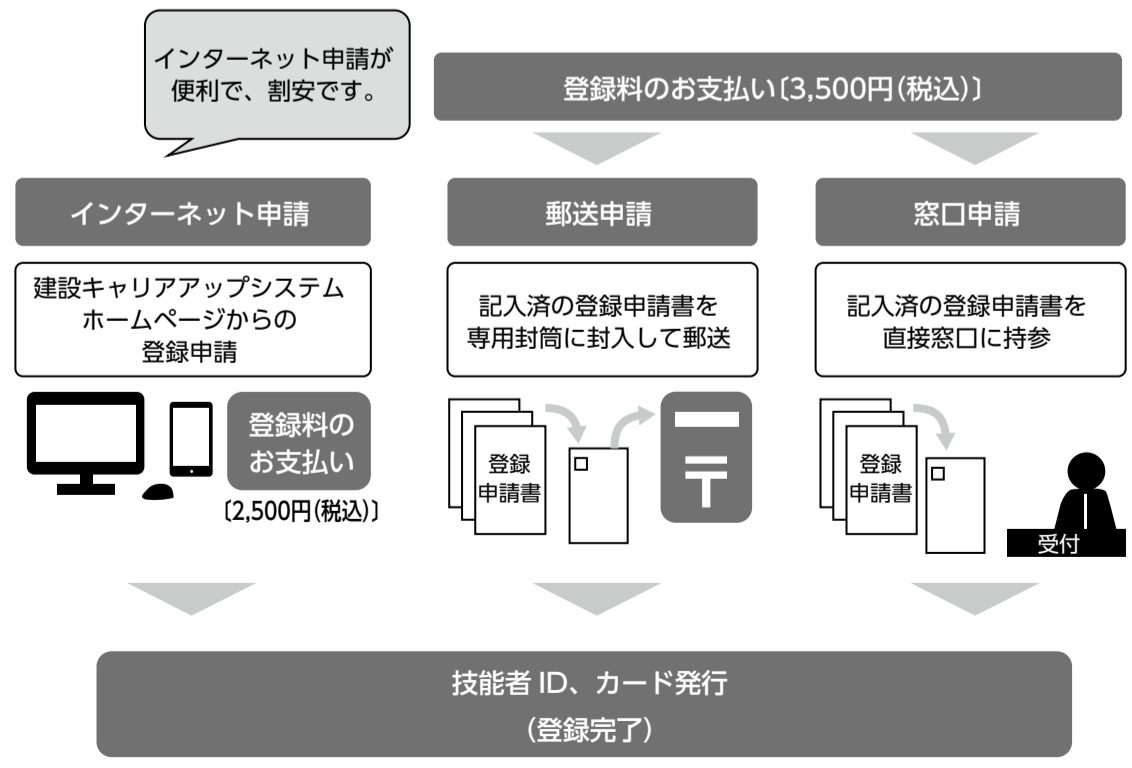 インターネット申請が
便利で、割安です。
登録料のお支払い〔3,500円(税込)〕
インターネット申請
建設キャリアアップシステム
ホームページからの
登録申請
登録料の
お支払い
〔2,500円(税込)〕
郵送申請
記入済の登録申請書を
専用封筒に封入して郵送
登録
申請書
〒
窓口申請
記入済の登録申請書を
直接窓口に持参
登録
申請書
受付
技能者 ID、カード発行
(登録完了)